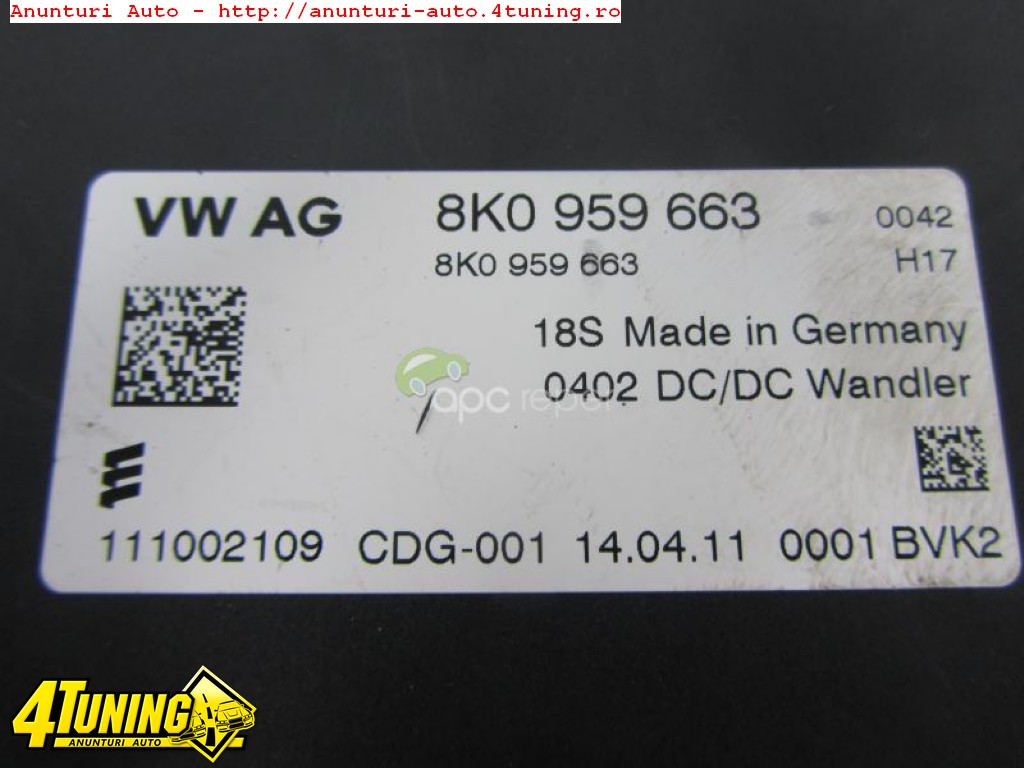 Anunturi Auto - http://anunturi-auto.4tuning.ro
VW AG 8K0 959 663 0042
8K0 959 663 H17
18S Made in Germany
0402 DC/DC Wandler
apc repar
111002109 CDG-001 14.04.11 0001 BVK2
4TUNING
ANUNTURI AUTO